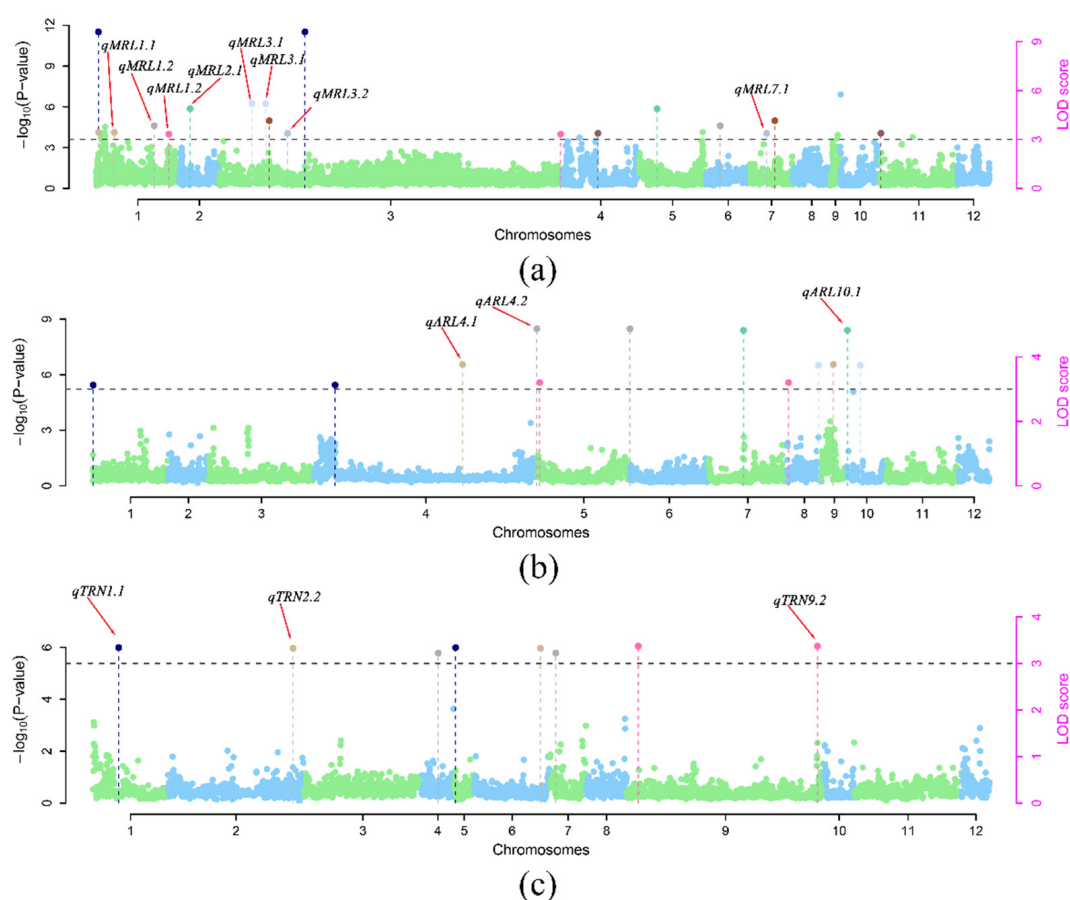 qMRL1.1
qMRL1.2
qMRL1.2
qMRL2.1
qMRL3.1
qMRL3.1
qMRL3.2
qMRL7.1
12
9
6
3
0
−log10(P-value)
9
6
3
0
LOD score
1 2 3 4 5 6 7 8 9 10 11 12
Chromosomes
(a)
qARL4.1
qARL4.2
qARL10.1
9
6
3
0
−log10(P-value)
4
3
2
1
0
LOD score
1 2 3 4 5 6 7 8 9 10 11 12
Chromosomes
(b)
qTRN1.1
qTRN2.2
qTRN9.2
6
4
2
0
−log10(P-value)
4
3
2
1
0
LOD score
1 2 3 4 5 6 7 8 9 10 11 12
Chromosomes
(c)